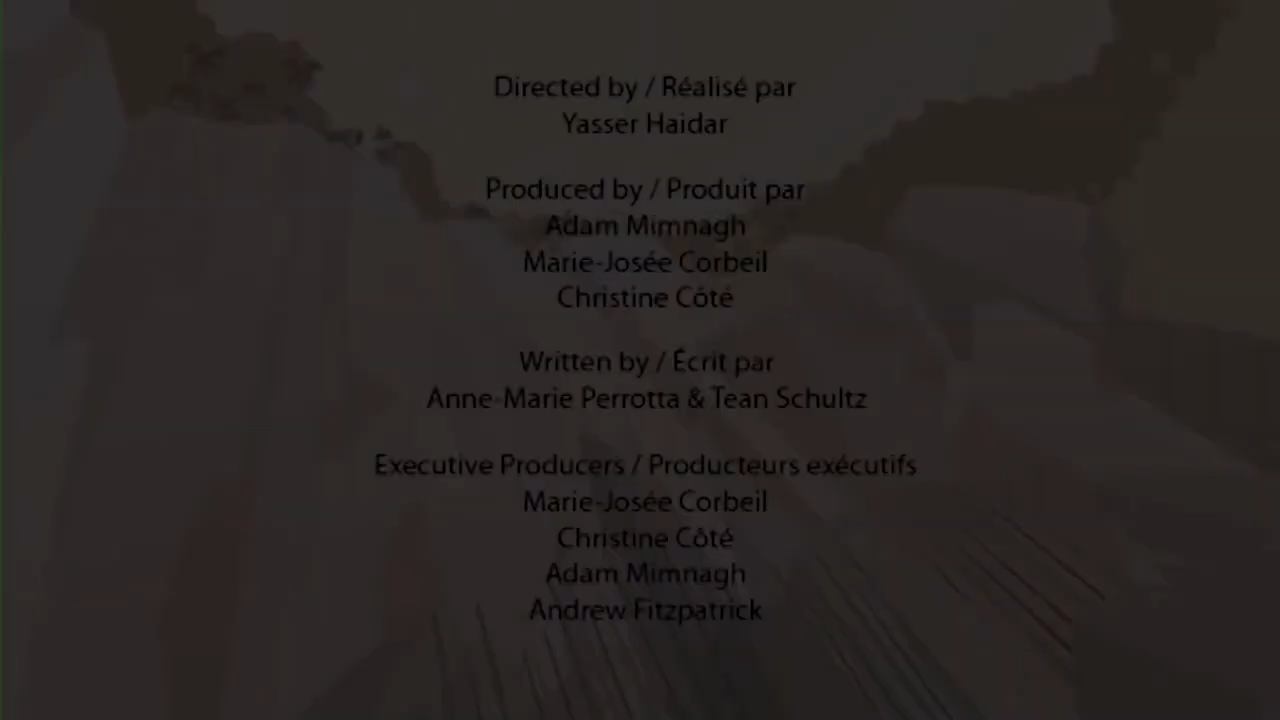 Directed by / Réalisé par
Yasser Haidar
Produced by / Produit par
Adam Mimnagh
Marie-Josée Corbeil
Christine Côté
Written by / Écrit par
Anne-Marie Perrotta & Tean Schultz
Executive Producers / Producteurs exécutifs
Marie-Josée Corbeil
Christine Côté
Adam Mimnagh
Andrew Fitzpatrick